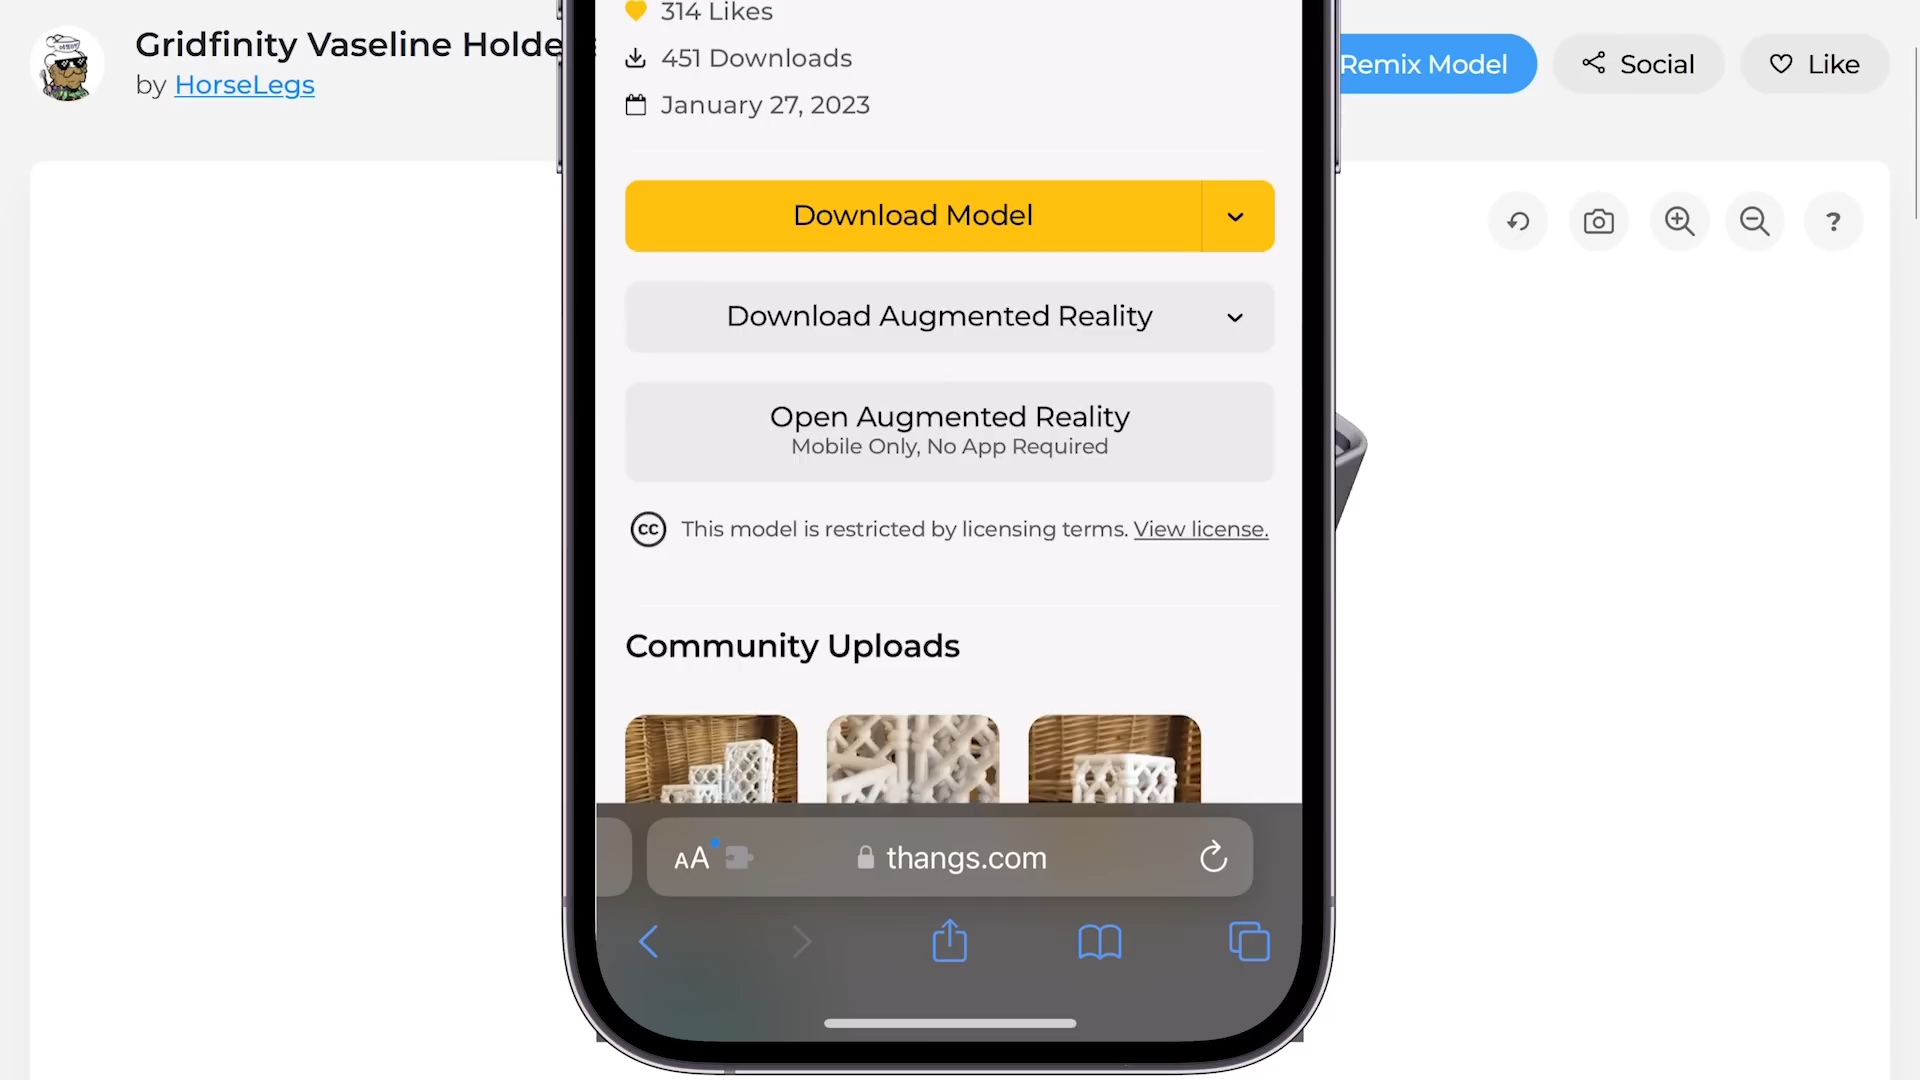 Gridfinity Vaseline Holde
by HorseLegs
314 Likes
451 Downloads
January 27, 2023
Remix Model
Social
Like
?
Download Model
Download Augmented Reality
Open Augmented Reality
Mobile Only, No App Required
cc This model is restricted by licensing terms. View license.
Community Uploads
AA thangs.com